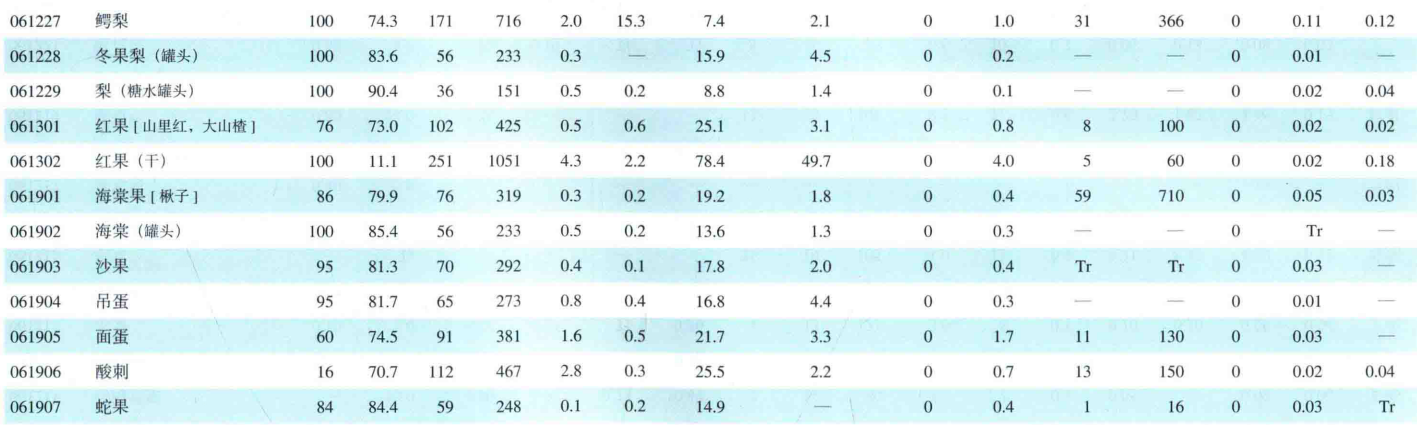 061227 鳄梨 100 74.3 171 716 2.0 15.3 7.4 2.1 0 1.0 31 366 0 0.11 0.12
061228 冬果梨（罐头） 100 83.6 56 233 0.3 — 15.9 4.5 0 0.2 — — 0 0.01 —
061229 梨（糖水罐头） 100 90.4 36 151 0.5 0.2 8.8 1.4 0 0.1 — — 0 0.02 0.04
061301 红果 [ 山里红，大山楂 ] 76 73.0 102 425 0.5 0.6 25.1 3.1 0 0.8 8 100 0 0.02 0.02
061302 红果（干） 100 11.1 251 1051 4.3 2.2 78.4 49.7 0 4.0 5 60 0 0.02 0.18
061901 海棠果 [ 楸子 ] 86 79.9 76 319 0.3 0.2 19.2 1.8 0 0.4 59 710 0 0.05 0.03
061902 海棠（罐头） 100 85.4 56 233 0.5 0.2 13.6 1.3 0 0.3 — — 0 Tr —
061903 沙果 95 81.3 70 292 0.4 0.1 17.8 2.0 0 0.4 Tr Tr 0 0.03 —
061904 吊蛋 95 81.7 65 273 0.8 0.4 16.8 4.4 0 0.3 — — 0 0.01 —
061905 面蛋 60 74.5 91 381 1.6 0.5 21.7 3.3 0 1.7 11 130 0 0.03 —
061906 酸刺 16 70.7 112 467 2.8 0.3 25.5 2.2 0 0.7 13 150 0 0.02 0.04
061907 蛇果 84 84.4 59 248 0.1 0.2 14.9 — 0 0.4 1 16 0 0.03 Tr